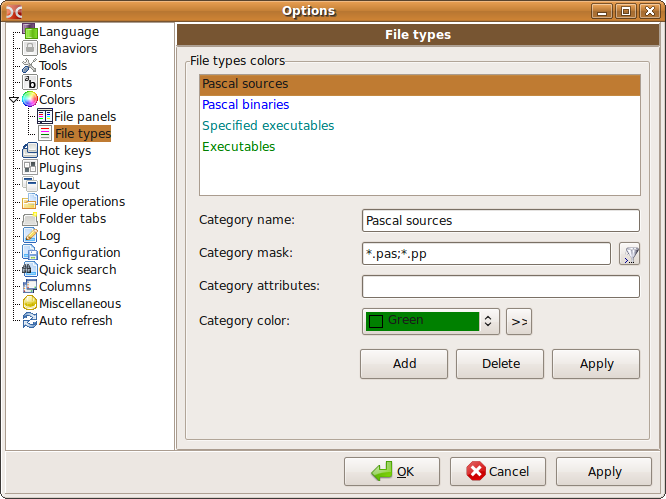 Options
Language
Behaviors
Tools
Fonts
Colors
File panels
File types
Hot keys
Plugins
Layout
File operations
Folder tabs
Log
Configuration
Quick search
Columns
Miscellaneous
Auto refresh
File types
File types colors
Pascal sources
Pascal binaries
Specified executables
Executables
Category name: Pascal sources
Category mask: *.pas;*.pp
Category attributes:
Category color: Green >>
Add Delete Apply
OK Cancel Apply